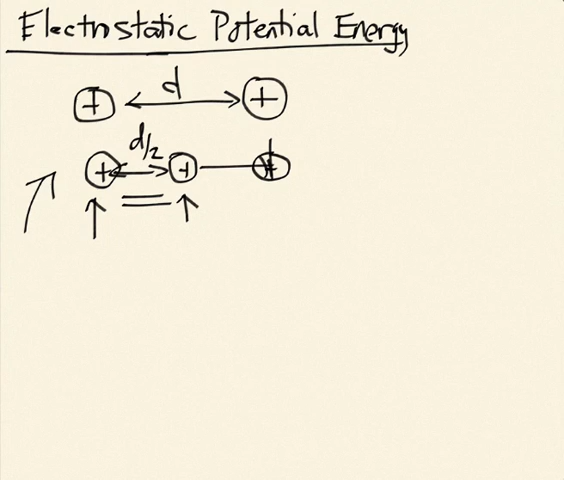 Electrostatic Potential Energy
+ d +
d/2
+ + +